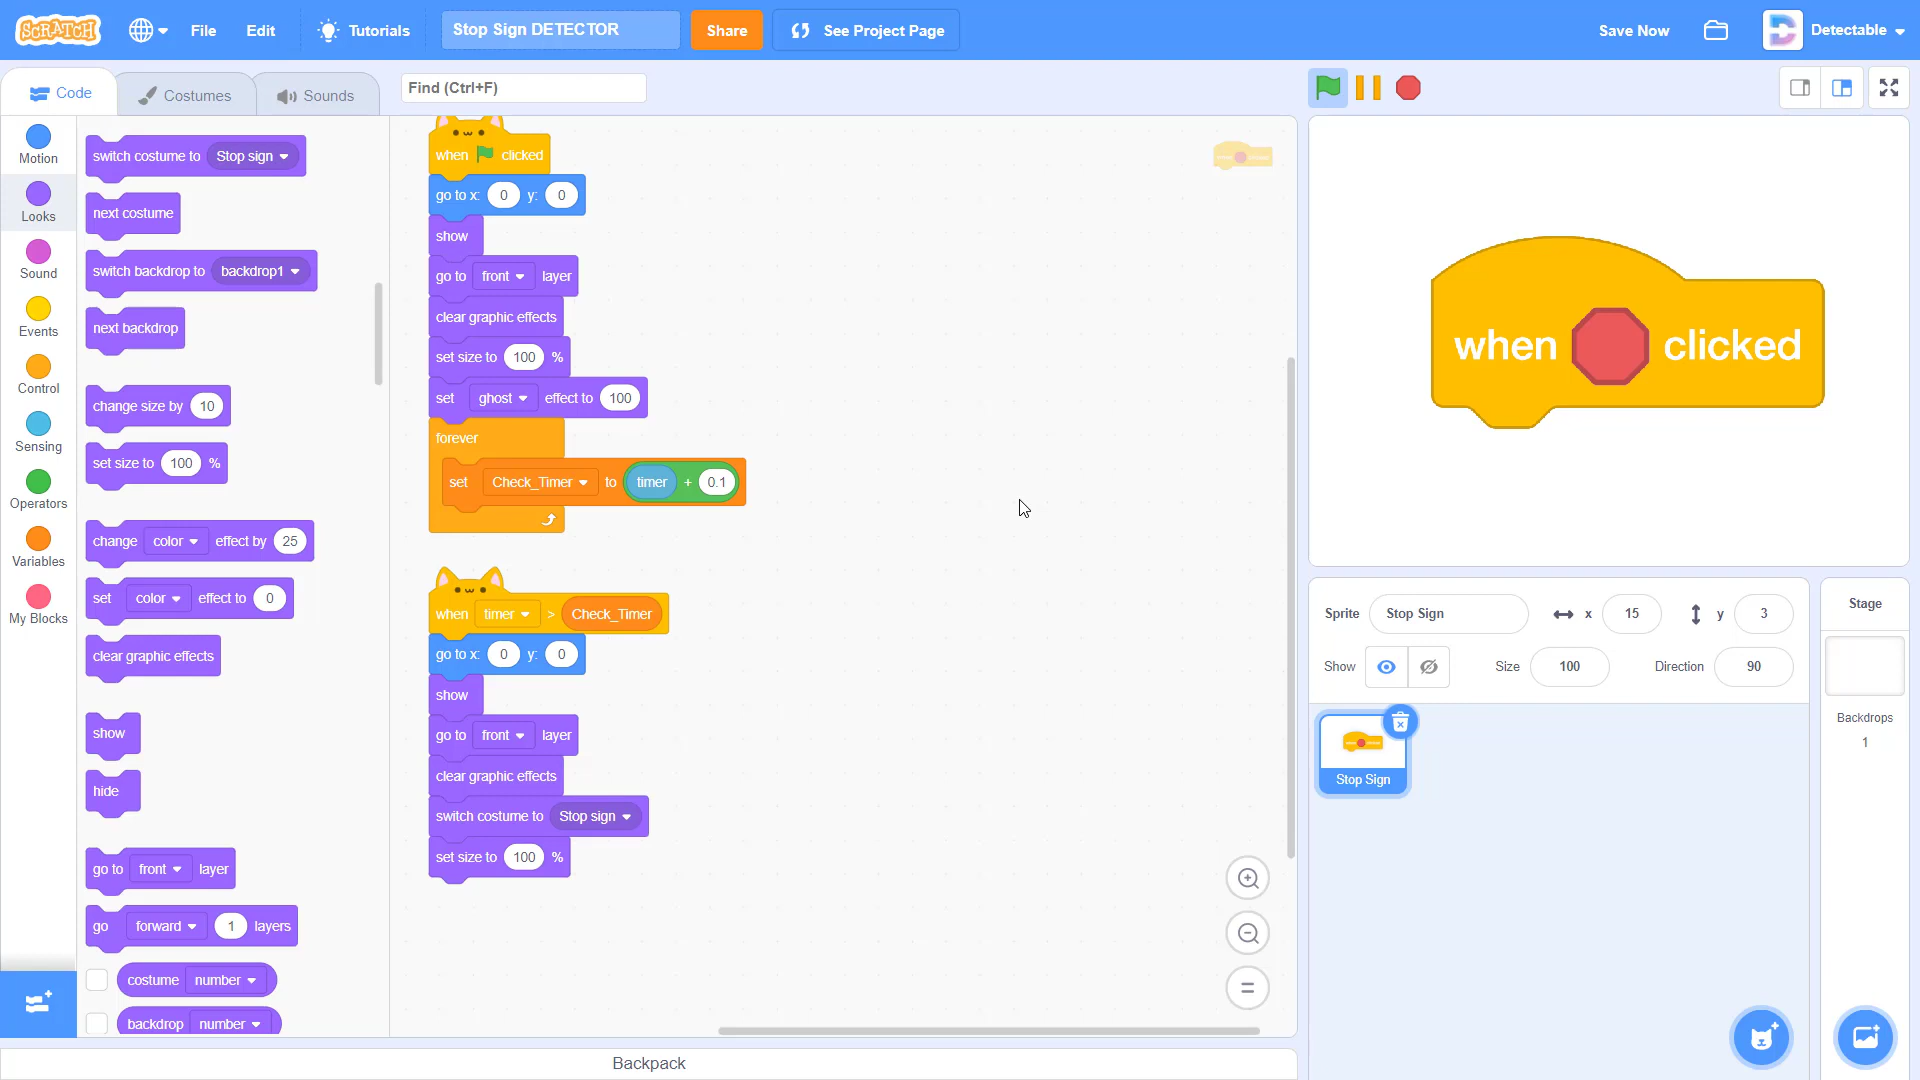 SCRATCH
File
Edit
Tutorials
Stop Sign DETECTOR
Share
See Project Page
Save Now
Detectable
Code
Costumes
Sounds
Find (Ctrl+F)
Motion
Looks
Sound
Events
Control
Sensing
Operators
Variables
My Blocks
switch costume to Stop sign
next costume
switch backdrop to backdrop1
next backdrop
change size by 10
set size to 100 %
change color effect by 25
set color effect to 0
clear graphic effects
show
hide
go to front layer
go forward 1 layers
costume number
backdrop number
when clicked
go to x: 0 y: 0
show
go to front layer
clear graphic effects
set size to 100 %
set ghost effect to 100
forever
set Check_Timer to timer + 0.1
when timer > Check_Timer
go to x: 0 y: 0
show
go to front layer
clear graphic effects
switch costume to Stop sign
set size to 100 %
Backpack
when clicked
Sprite Stop Sign x 15 y 3
Show Size 100 Direction 90
Stop Sign
Stage
Backdrops
1